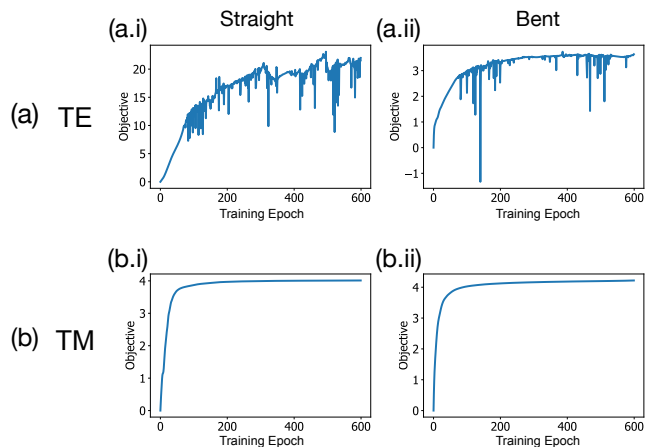 Straight
Bent
(a) TE
(a.i)
Objective
20
15
10
5
0
0 200 400 600
Training Epoch
(a.ii)
Objective
3
2
1
0
−1
0 200 400 600
Training Epoch
(b) TM
(b.i)
Objective
4
3
2
1
0
0 200 400 600
Training Epoch
(b.ii)
Objective
4
3
2
1
0
0 200 400 600
Training Epoch